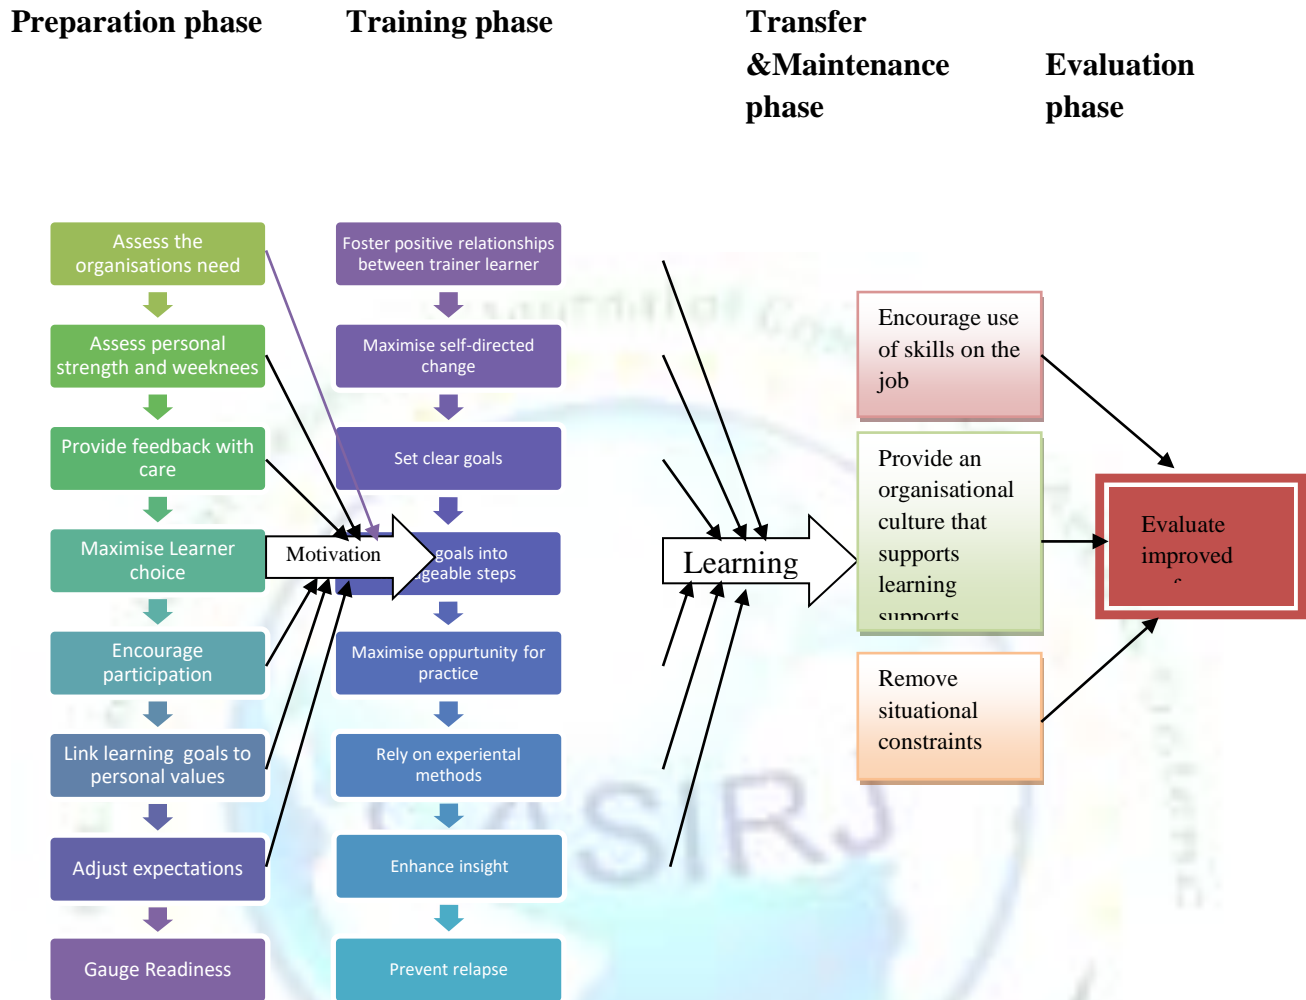 Preparation phase
Training phase
Transfer
&Maintenance
phase
Evaluation
phase
Assess the
organisations need
Assess personal
strength and weeknees
Provide feedback with
care
Maximise Learner
choice
Encourage
participation
Link learning goals to
personal values
Adjust expectations
Gauge Readiness
Motivation
Foster positive relationships
between trainer learner
Maximise self-directed
change
Set clear goals
goals into
steps
Maximise oppurtunity for
practice
Rely on experiental
methods
Enhance insight
Prevent relapse
Learning
Encourage use
of skills on the
job
Provide an
organisational
culture that
supports
learning
supports
Remove
situational
constraints
Evaluate
improved
CASIRJ